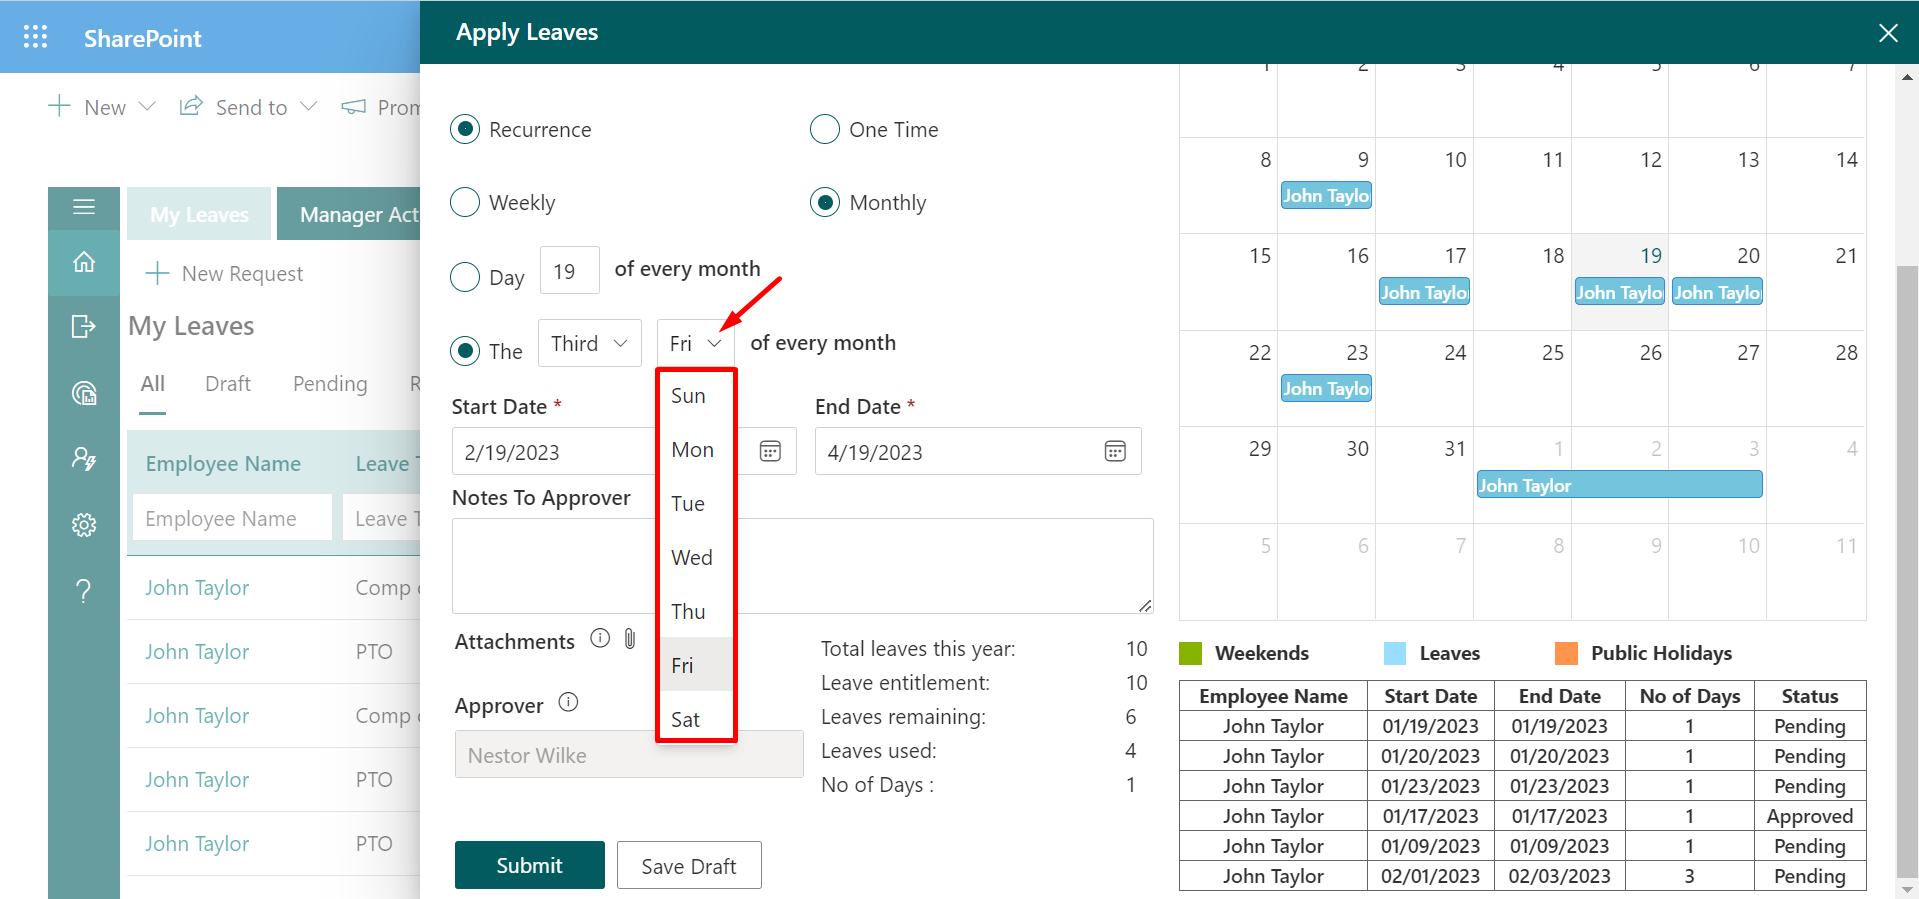 SharePoint
Apply Leaves
New
Send to
Prom
My Leaves
Manager Act
New Request
My Leaves
All Draft Pending R
Employee Name Leave T
Employee Name Leave T
John Taylor Comp
John Taylor PTO
John Taylor Comp
John Taylor PTO
John Taylor PTO
Recurrence One Time
Weekly Monthly
Day 19 of every month
The Third Fri of every month
Sun
Mon
Tue
Wed
Thu
Fri
Sat
Start Date * End Date *
2/19/2023 4/19/2023
Notes To Approver
Attachments
Approver
Nestor Wilke
Total leaves this year: 10
Leave entitlement: 10
Leaves remaining: 6
Leaves used: 4
No of Days : 1
Submit Save Draft
1 2 3 4 5 6 7
8 9 10 11 12 13 14
John Taylo
15 16 17 18 19 20 21
John Taylo John Taylo John Taylo
22 23 24 25 26 27 28
John Taylo
29 30 31 1 2 3 4
John Taylor
5 6 7 8 9 10 11
Weekends Leaves Public Holidays
Employee Name Start Date End Date No of Days Status
John Taylor 01/19/2023 01/19/2023 1 Pending
John Taylor 01/20/2023 01/20/2023 1 Pending
John Taylor 01/23/2023 01/23/2023 1 Pending
John Taylor 01/17/2023 01/17/2023 1 Approved
John Taylor 01/09/2023 01/09/2023 1 Pending
John Taylor 02/01/2023 02/03/2023 3 Pending